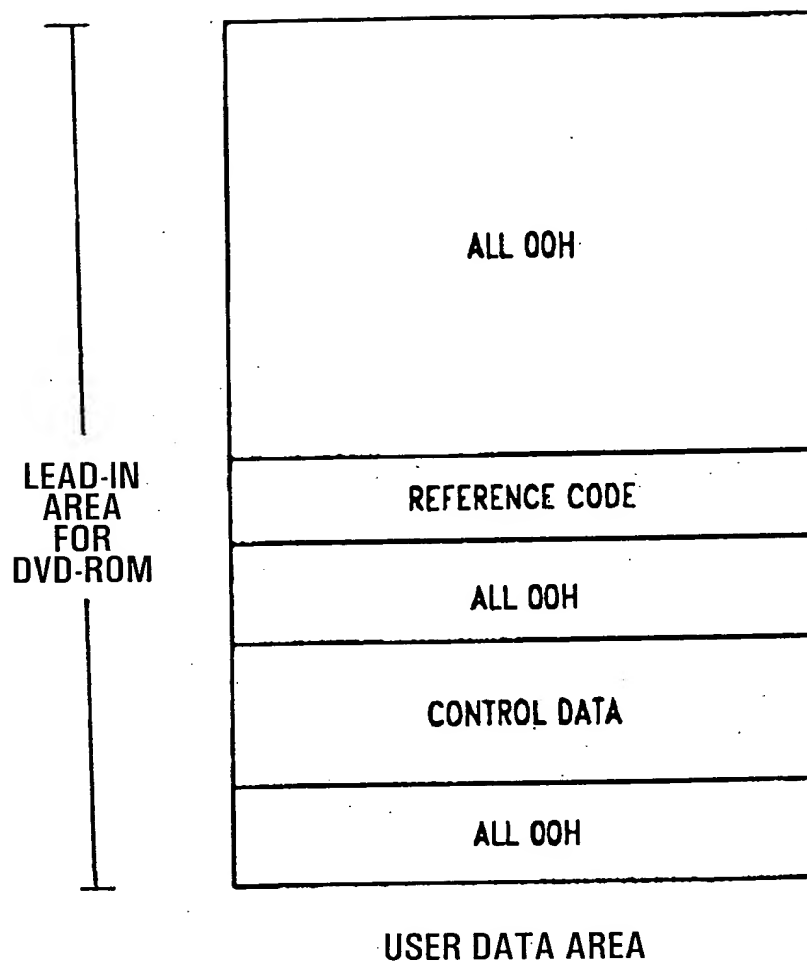 ALL 00H
REFERENCE CODE
LEAD-IN
AREA
FOR
DVD-ROM
ALL 00H
CONTROL DATA
ALL 00H
USER DATA AREA